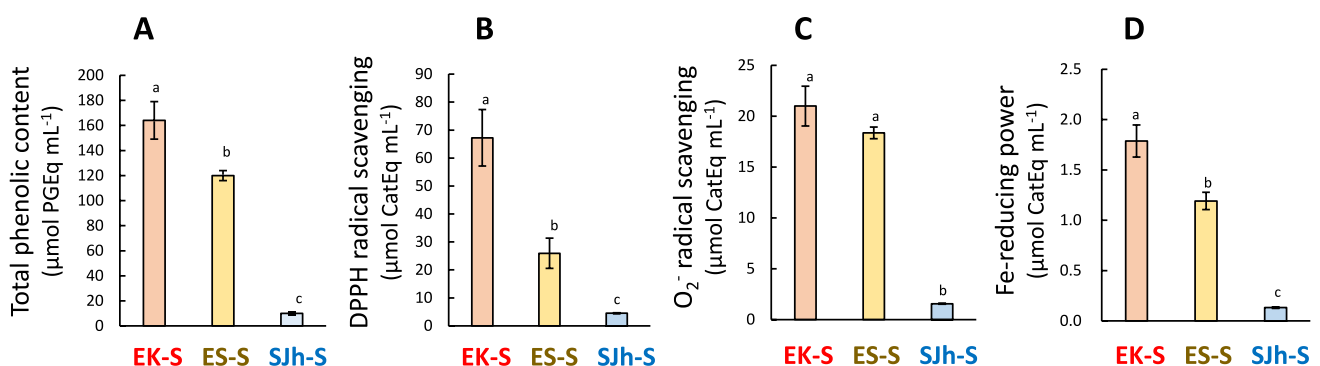 A
Total phenolic content
(µmol PGEq mL-1)
200
180
160
140
120
100
80
60
40
20
0
a
b
c
EK-S ES-S SJh-S
B
DPPH radical scavenging
(µmol CatEq mL-1)
90
80
70
60
50
40
30
20
10
0
a
b
c
EK-S ES-S SJh-S
C
O2- radical scavenging
(µmol CatEq mL-1)
25
20
15
10
5
0
a
a
b
EK-S ES-S SJh-S
D
Fe-reducing power
(µmol CatEq mL-1)
2.5
2.0
1.5
1.0
0.5
0.0
a
b
c
EK-S ES-S SJh-S